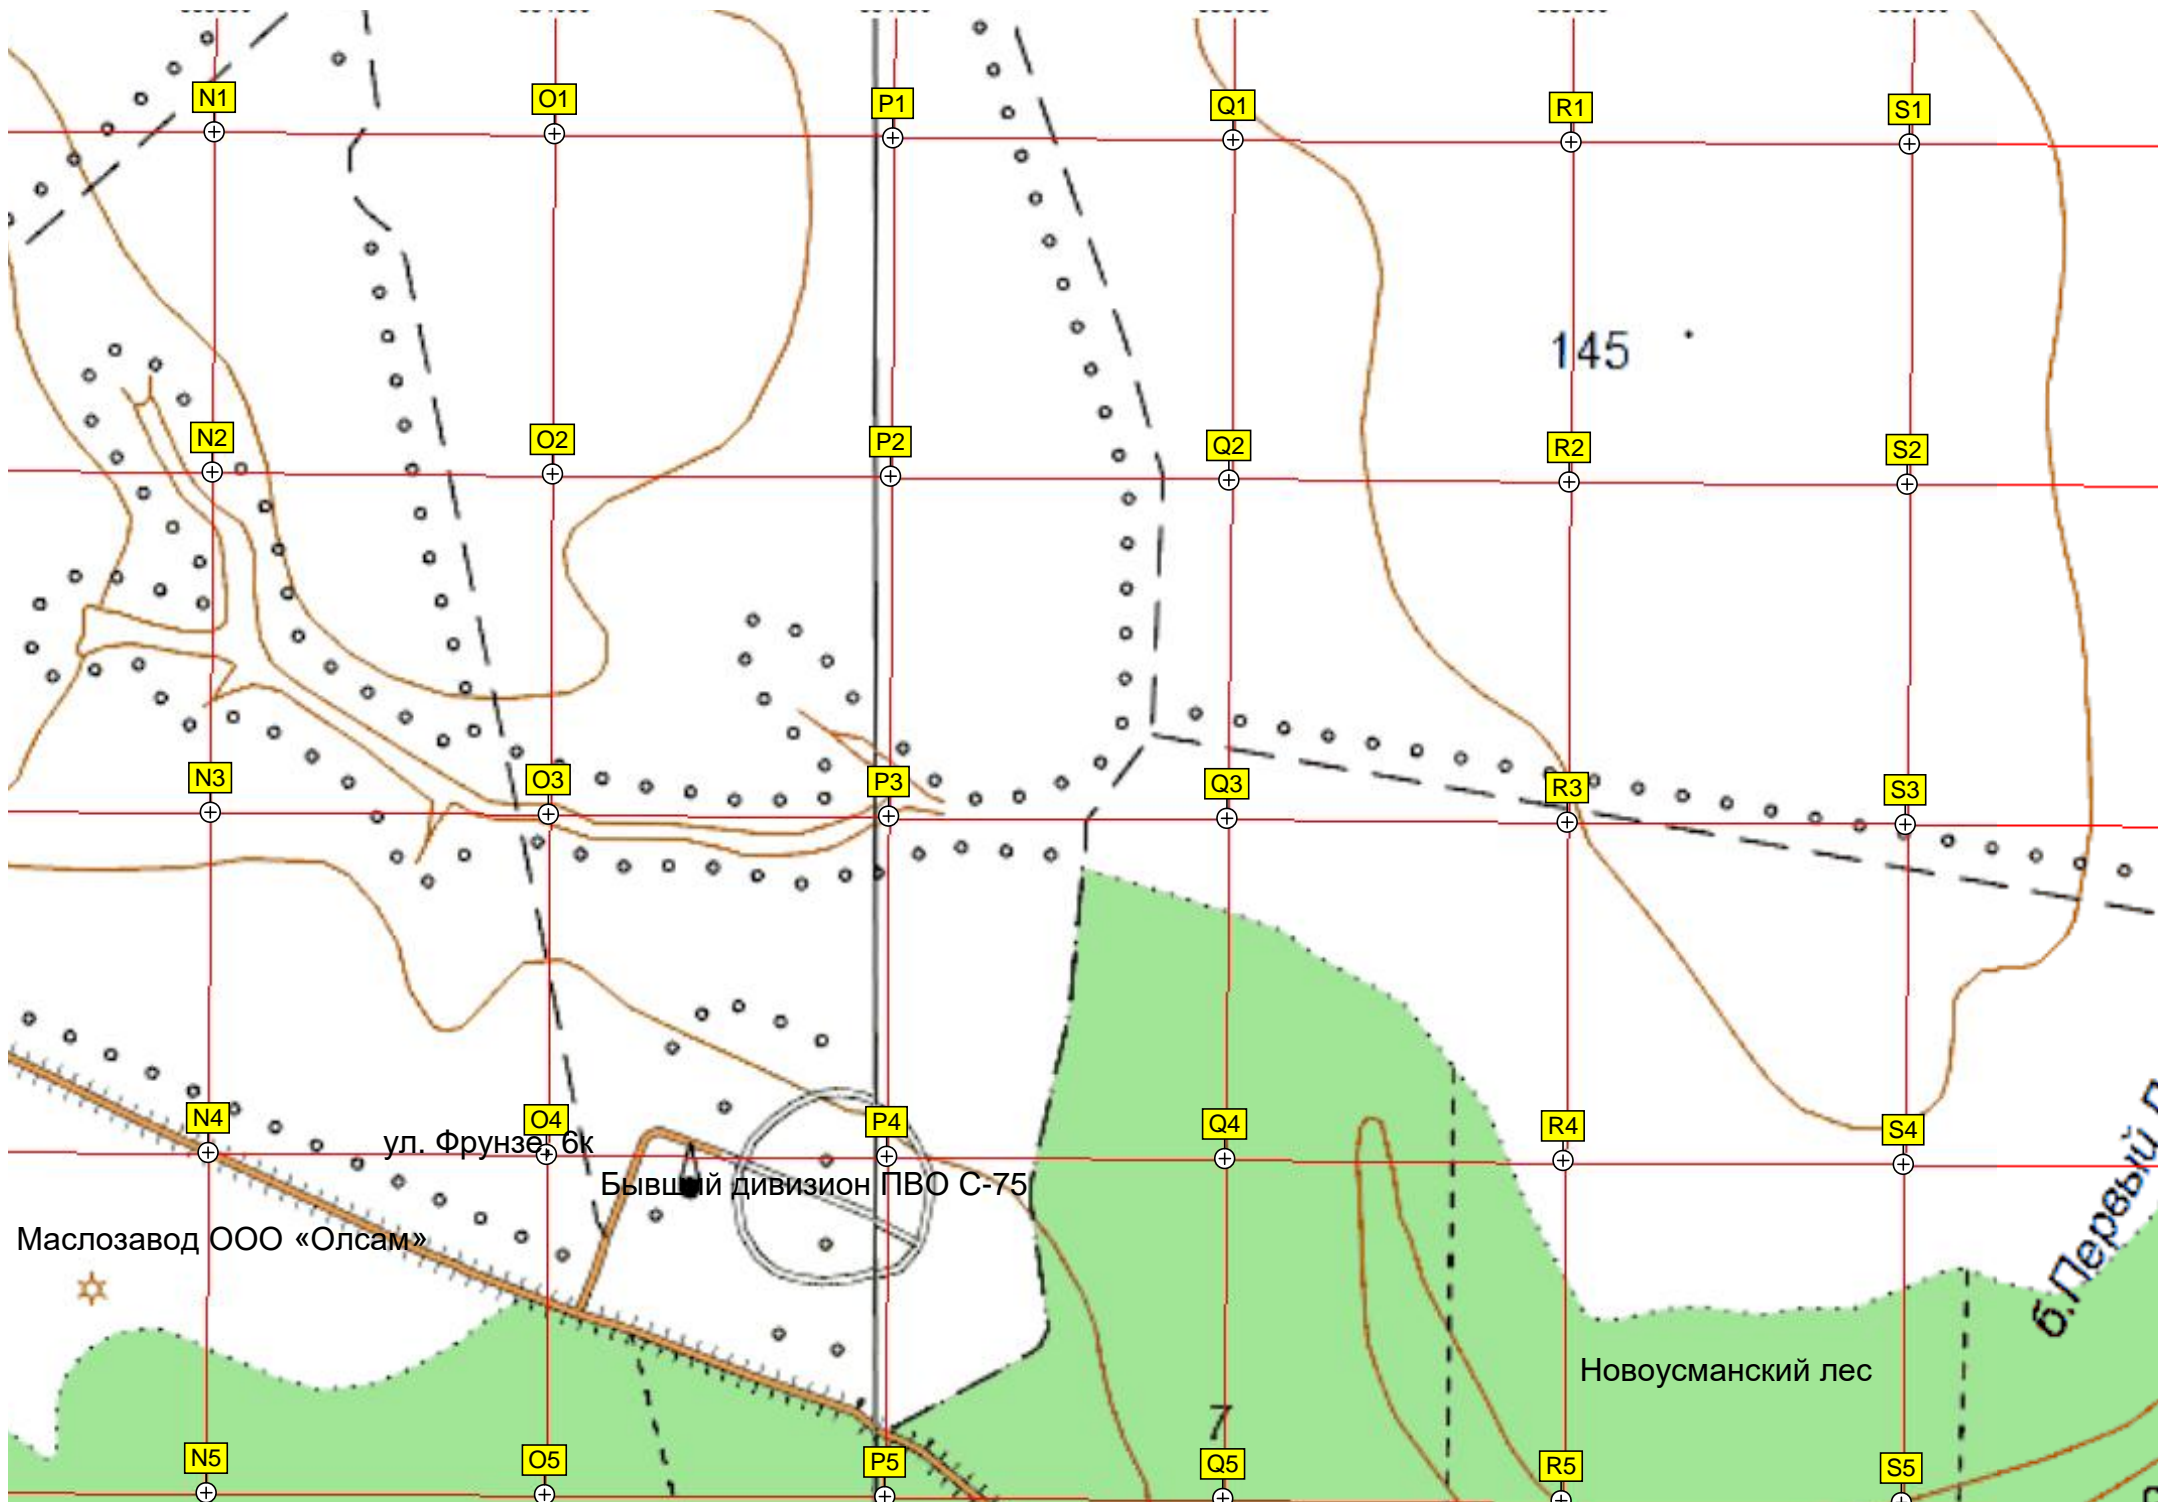 N1 O1 P1 Q1 R1 S1
145
N2 O2 P2 Q2 R2 S2
N3 O3 P3 Q3 R3 S3
N4 O4 P4 Q4 R4 S4
ул. Фрунзе, 6к
Бывший дивизион ПВО С-75
Маслозавод ООО «Олсам»
б.Первый
Новоусманский лес
7
N5 O5 P5 Q5 R5 S5